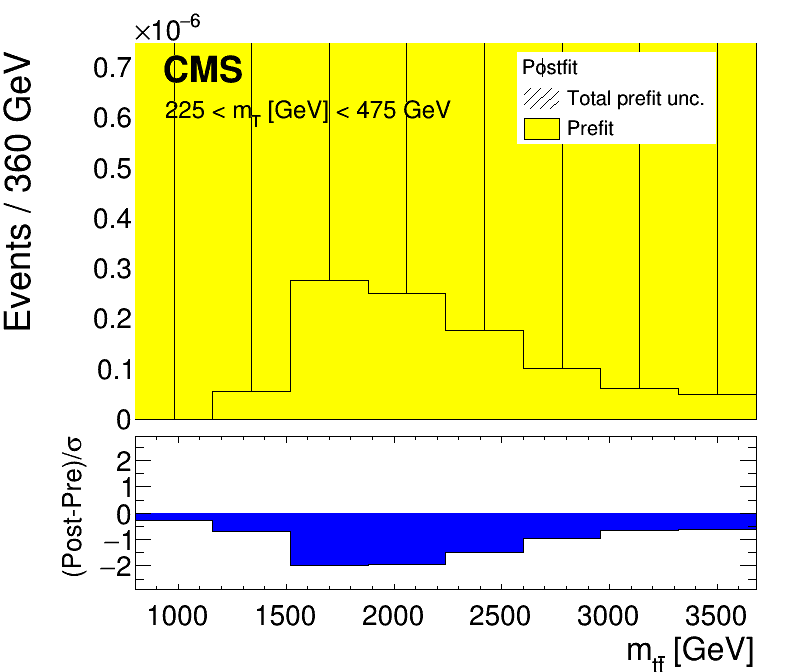 ×10⁻⁶
CMS
225 < m_T [GeV] < 475 GeV
Postfit
Total prefit unc.
Prefit
Events / 360 GeV
0.7
0.6
0.5
0.4
0.3
0.2
0.1
0
(Post-Pre)/σ
2
1
0
−1
−2
1000 1500 2000 2500 3000 3500
m_tt̄ [GeV]